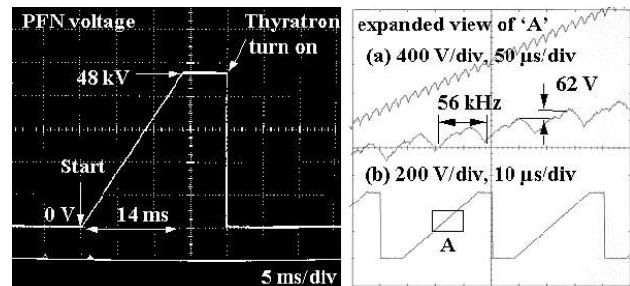 PFN voltage
Thyratron
turn on
48 kV
Start
0 V
14 ms
5 ms/div
expanded view of 'A'
(a) 400 V/div, 50 µs/div
62 V
56 kHz
(b) 200 V/div, 10 µs/div
A